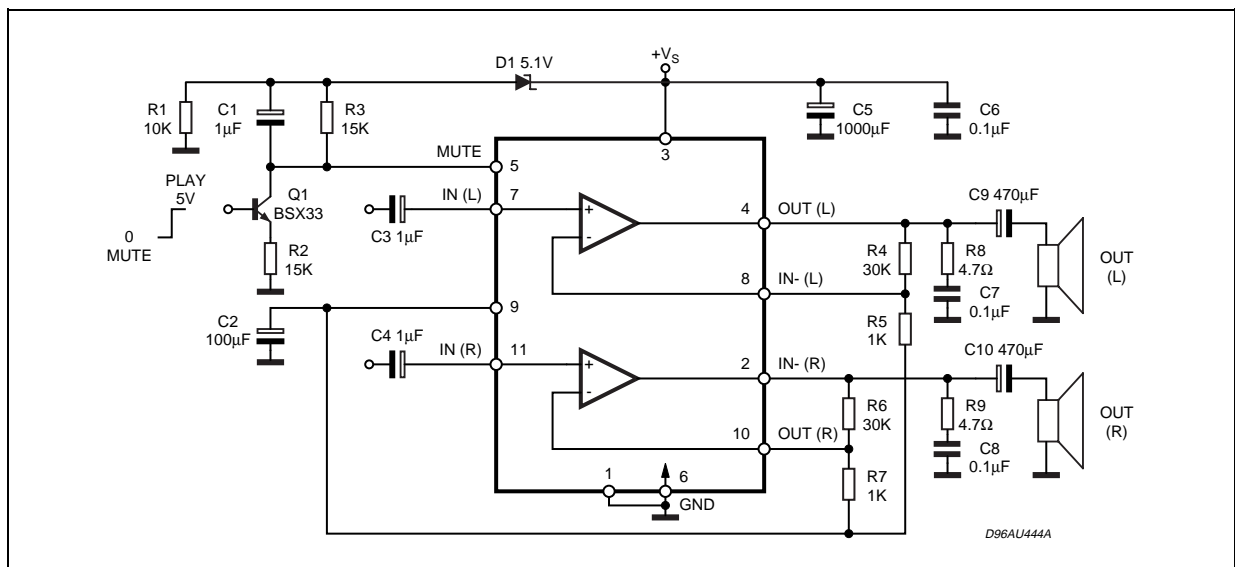 D1 5.1V
+VS
R1
10K
C1
1µF
R3
15K
C5
1000µF
C6
0.1µF
MUTE
5
3
PLAY
5V
0
MUTE
Q1
BSX33
IN (L)
7
C3 1µF
+
-
4
OUT (L)
C9 470µF
R2
15K
R4
30K
R8
4.7Ω
C7
0.1µF
OUT
(L)
8
IN- (L)
9
C2
100µF
R5
1K
C4 1µF
IN (R)
11
+
-
2
IN- (R)
C10 470µF
R6
30K
R9
4.7Ω
C8
0.1µF
OUT
(R)
10
OUT (R)
R7
1K
1
6
GND
D96AU444A